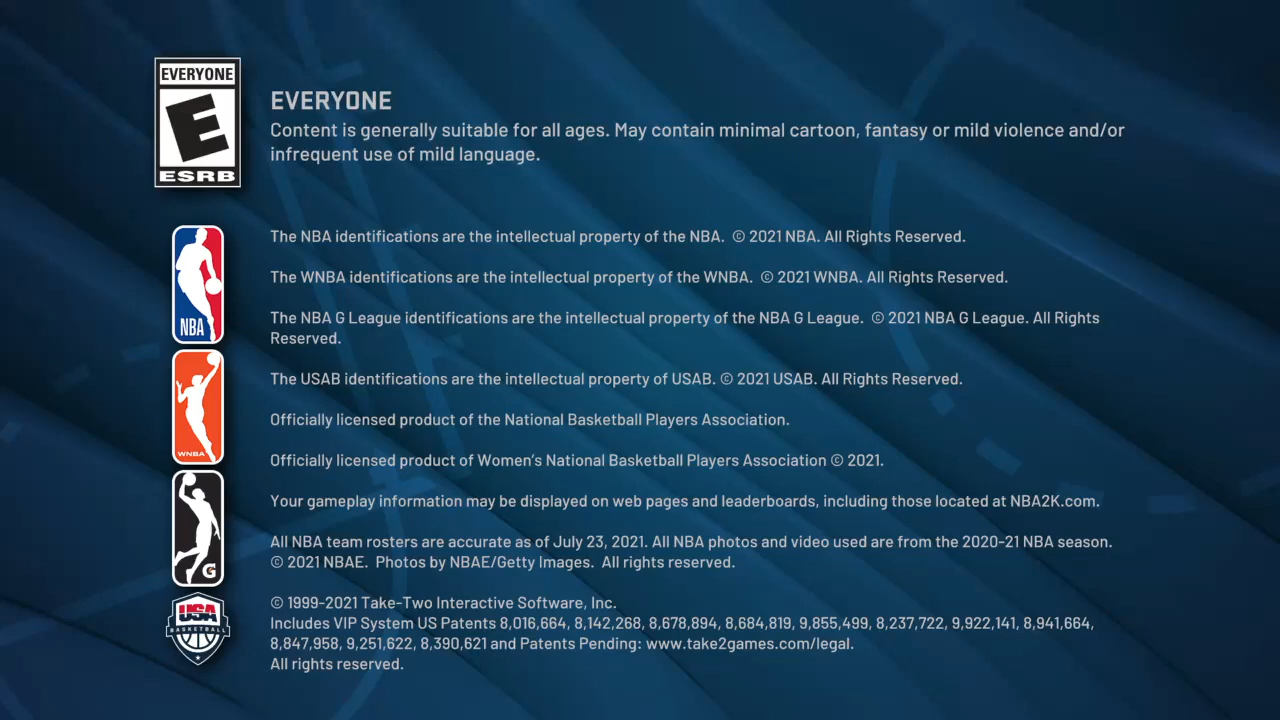 EVERYONE
E
ESRB
EVERYONE
Content is generally suitable for all ages. May contain minimal cartoon, fantasy or mild violence and/or
infrequent use of mild language.
NBA
The NBA identifications are the intellectual property of the NBA.  © 2021 NBA. All Rights Reserved.
The WNBA identifications are the intellectual property of the WNBA.  © 2021 WNBA. All Rights Reserved.
The NBA G League identifications are the intellectual property of the NBA G League.  © 2021 NBA G League. All Rights
Reserved.
WNBA
The USAB identifications are the intellectual property of USAB. © 2021 USAB. All Rights Reserved.
Officially licensed product of the National Basketball Players Association.
Officially licensed product of Women's National Basketball Players Association © 2021.
G
Your gameplay information may be displayed on web pages and leaderboards, including those located at NBA2K.com.
All NBA team rosters are accurate as of July 23, 2021. All NBA photos and video used are from the 2020-21 NBA season.
© 2021 NBAE.  Photos by NBAE/Getty Images.  All rights reserved.
USA
BASKETBALL
© 1999-2021 Take-Two Interactive Software, Inc.
Includes VIP System US Patents 8,016,664, 8,142,268, 8,678,894, 8,684,819, 9,855,499, 8,237,722, 9,922,141, 8,941,664,
8,847,958, 9,251,622, 8,390,621 and Patents Pending: www.take2games.com/legal.
All rights reserved.